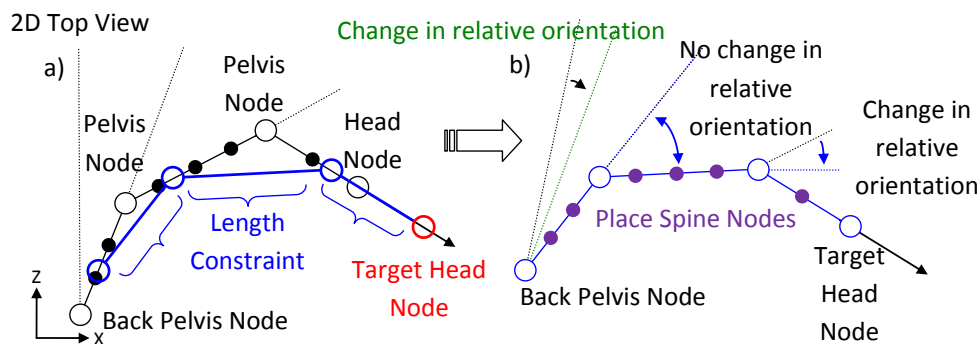 2D Top View
a)
Pelvis
Node
Pelvis
Node
Head
Node
Length
Constraint
Target Head
Node
Back Pelvis Node
Z
X
Change in relative orientation
b)
No change in
relative
orientation
Change in
relative
orientation
Place Spine Nodes
Back Pelvis Node
Target
Head
Node